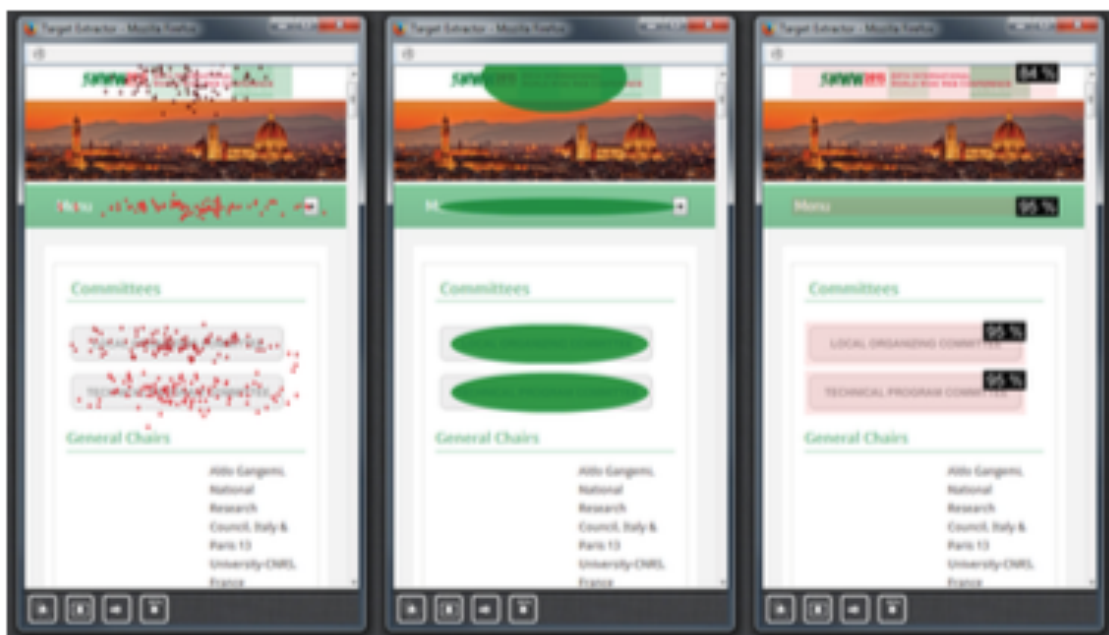 Target Extractor - Mozilla Firefox
Menu
Committees
General Chairs
Aldo Gangemi,
National
Research
Council, Italy &
Paris 13
University-CNRS,
France
Target Extractor - Mozilla Firefox
M
Committees
General Chairs
Aldo Gangemi,
National
Research
Council, Italy &
Paris 13
University-CNRS,
France
Target Extractor - Mozilla Firefox
84 %
Menu
95 %
Committees
95 %
LOCAL ORGANIZING COMMITTEE
95 %
TECHNICAL PROGRAM COMMITTEE
General Chairs
Aldo Gangemi,
National
Research
Council, Italy &
Paris 13
University-CNRS,
France